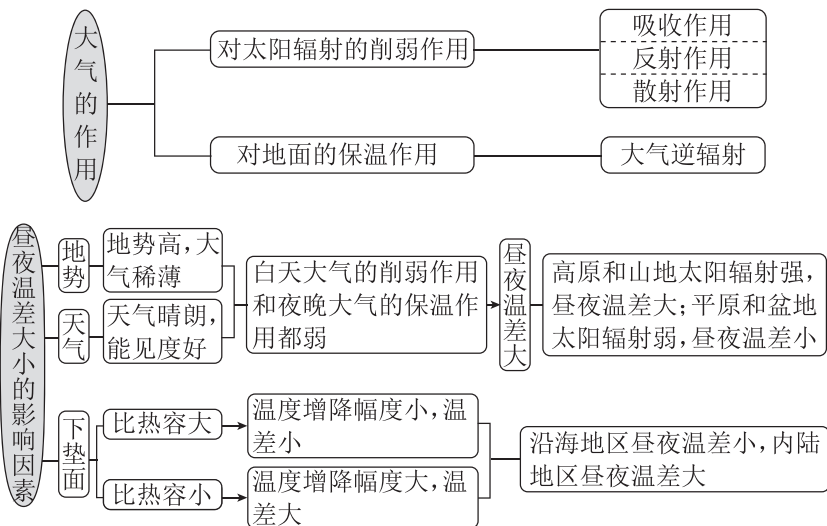 大气的作用
对太阳辐射的削弱作用
吸收作用
反射作用
散射作用
对地面的保温作用
大气逆辐射
昼夜温差大小的影响因素
地势
地势高，大
气稀薄
天气
天气晴朗，
能见度好
白天大气的削弱作用
和夜晚大气的保温作
用都弱
昼夜温差大
高原和山地太阳辐射强，
昼夜温差大；平原和盆地
太阳辐射弱，昼夜温差小
下垫面
比热容大
温度增降幅度小，温
差小
比热容小
温度增降幅度大，温
差大
沿海地区昼夜温差小，内陆
地区昼夜温差大